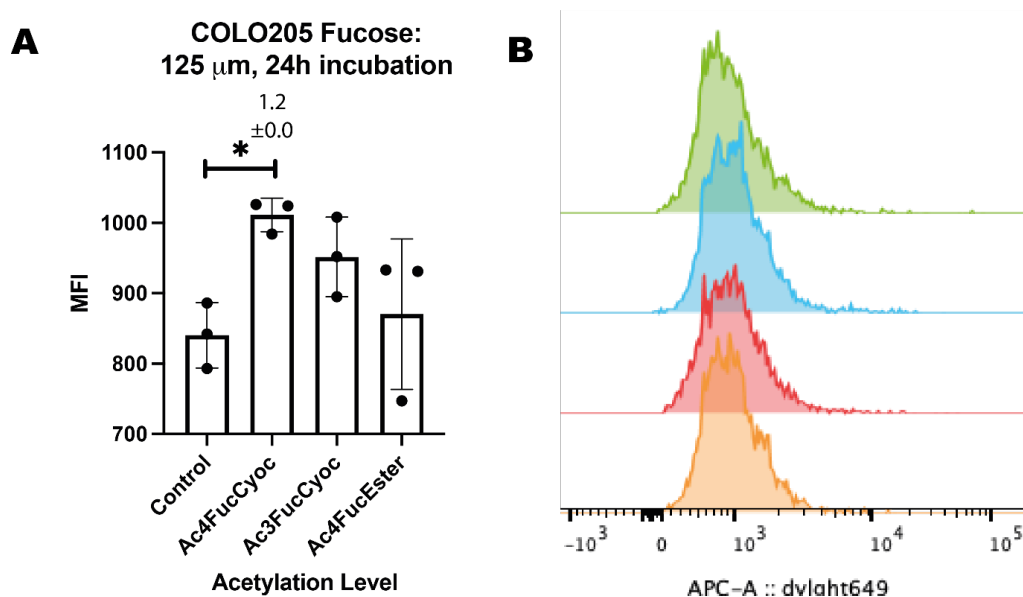 A
COLO205 Fucose:
125 μm, 24h incubation
1.2
±0.0
*
1100
1000
900
800
700
MFI
Control
Ac4FucCyoc
Ac3FucCyoc
Ac4FucEster
Acetylation Level
B
-10³
0
10³
10⁴
10⁵
APC-A :: dylght649